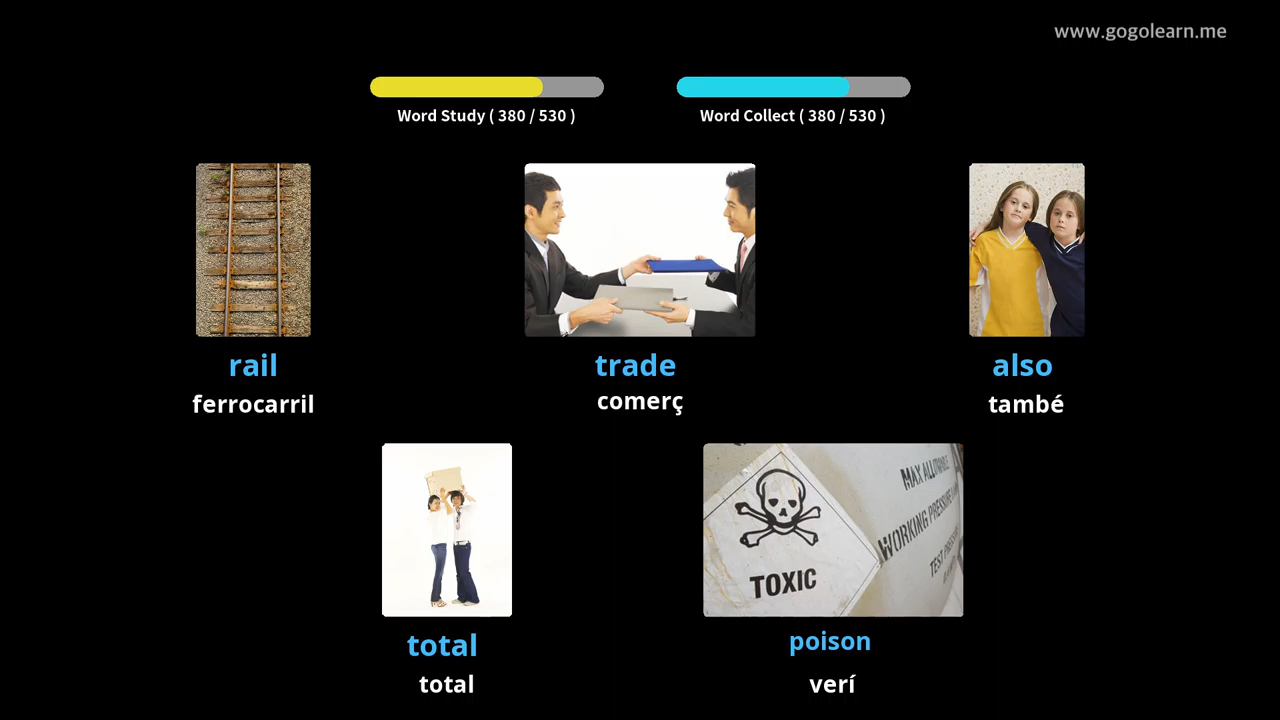 www.gogolearn.me
Word Study ( 380 / 530 )
Word Collect ( 380 / 530 )
rail
ferrocarril
trade
comerç
also
també
TOXIC
MAX ALLOWABLE
WORKING PRESSURE
TEST
total
total
poison
verí